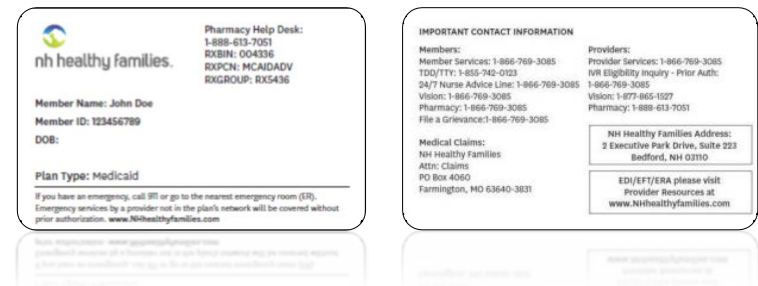 nh healthy families.
Pharmacy Help Desk:
1-888-613-7051
RXBIN: 004336
RXPCN: MCAIDADV
RXGROUP: RX5436
Member Name: John Doe
Member ID: 123456789
DOB:
Plan Type: Medicaid
If you have an emergency, call 911 or go to the nearest emergency room (ER).
Emergency services by a provider not in the plan's network will be covered without
prior authorization. www.NHhealthyfamilies.com
IMPORTANT CONTACT INFORMATION
Members:
Member Services: 1-866-769-3085
TDD/TTY: 1-855-742-0123
24/7 Nurse Advice Line: 1-866-769-3085
Vision: 1-866-769-3085
Pharmacy: 1-866-769-3085
File a Grievance:1-866-769-3085
Medical Claims:
NH Healthy Families
Attn: Claims
PO Box 4060
Farmington, MO 63640-3831
Providers:
Provider Services: 1-866-769-3085
IVR Eligibility Inquiry - Prior Auth:
1-866-769-3085
Vision: 1-877-865-1527
Pharmacy: 1-888-613-7051
NH Healthy Families Address:
2 Executive Park Drive, Suite 223
Bedford, NH 03110
EDI/EFT/ERA please visit
Provider Resources at
www.NHhealthyfamilies.com